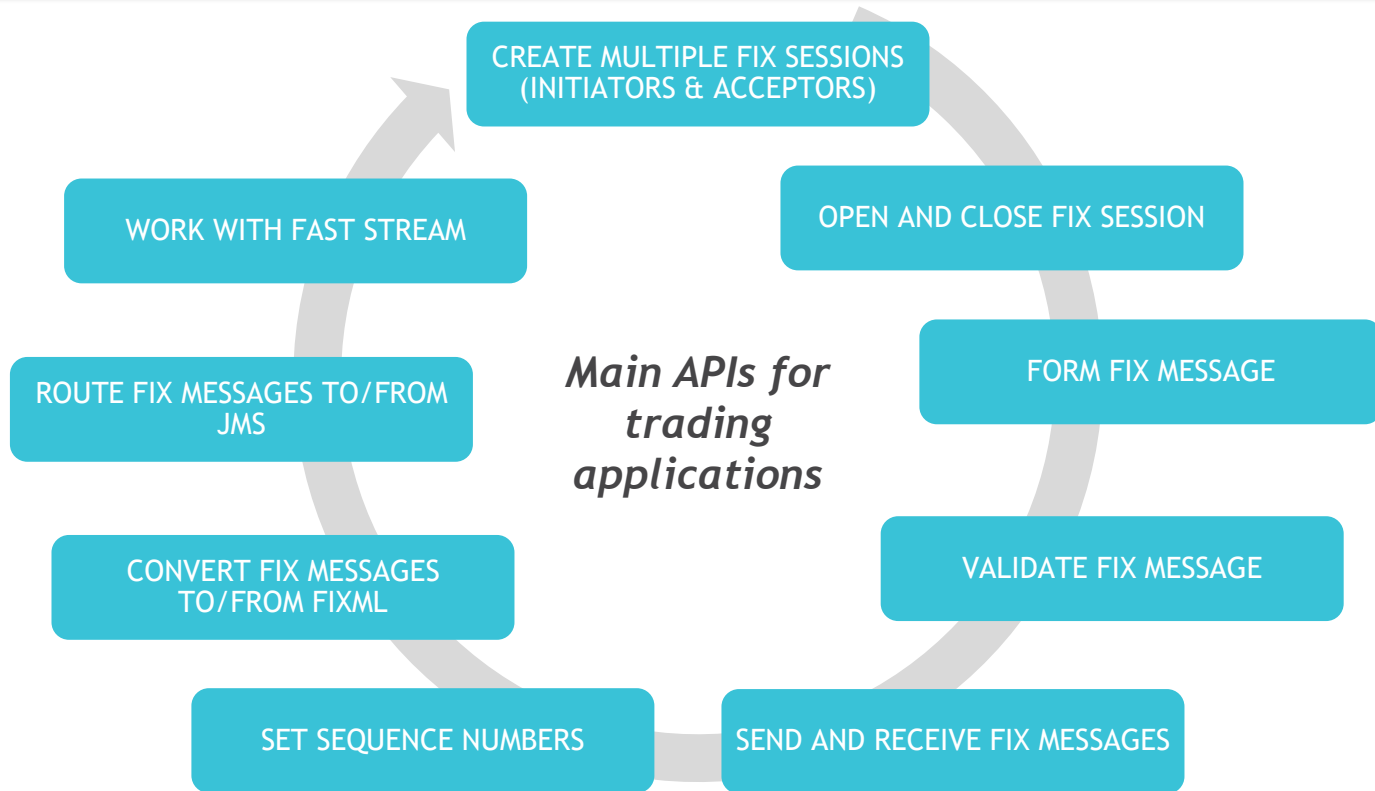 CREATE MULTIPLE FIX SESSIONS
(INITIATORS & ACCEPTORS)
OPEN AND CLOSE FIX SESSION
FORM FIX MESSAGE
VALIDATE FIX MESSAGE
SEND AND RECEIVE FIX MESSAGES
SET SEQUENCE NUMBERS
CONVERT FIX MESSAGES
TO/FROM FIXML
ROUTE FIX MESSAGES TO/FROM
JMS
WORK WITH FAST STREAM
Main APIs for
trading
applications